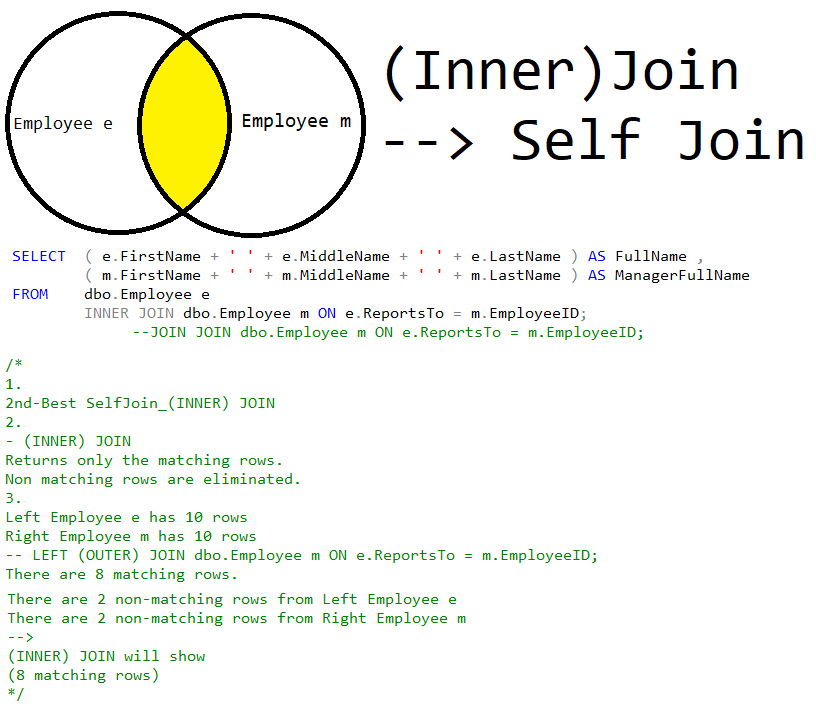 Employee e
Employee m
(Inner)Join
--> Self Join
SELECT ( e.FirstName + ' ' + e.MiddleName + ' ' + e.LastName ) AS FullName ,
( m.FirstName + ' ' + m.MiddleName + ' ' + m.LastName ) AS ManagerFullName
FROM dbo.Employee e
INNER JOIN dbo.Employee m ON e.ReportsTo = m.EmployeeID;
--JOIN JOIN dbo.Employee m ON e.ReportsTo = m.EmployeeID;
/*
1.
2nd-Best SelfJoin_(INNER) JOIN
2.
- (INNER) JOIN
Returns only the matching rows.
Non matching rows are eliminated.
3.
Left Employee e has 10 rows
Right Employee m has 10 rows
-- LEFT (OUTER) JOIN dbo.Employee m ON e.ReportsTo = m.EmployeeID;
There are 8 matching rows.
There are 2 non-matching rows from Left Employee e
There are 2 non-matching rows from Right Employee m
-->
(INNER) JOIN will show
(8 matching rows)
*/